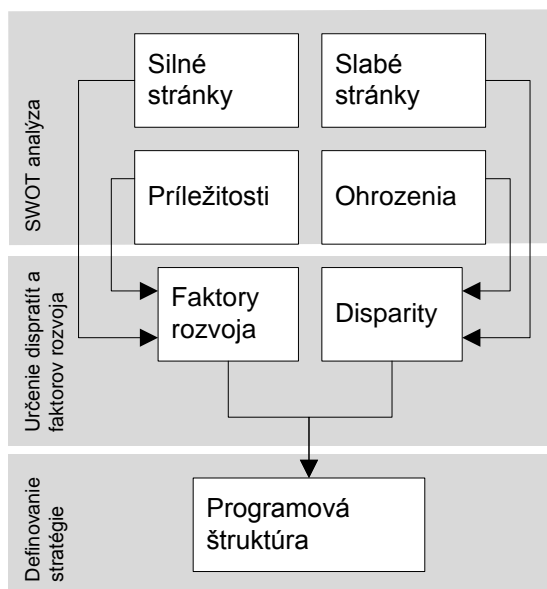 SWOT analýza
Silné
stránky
Slabé
stránky
Príležitosti
Ohrozenia
Určenie dispratít a
faktorov rozvoja
Faktory
rozvoja
Disparity
Definovanie
stratégie
Programová
štruktúra